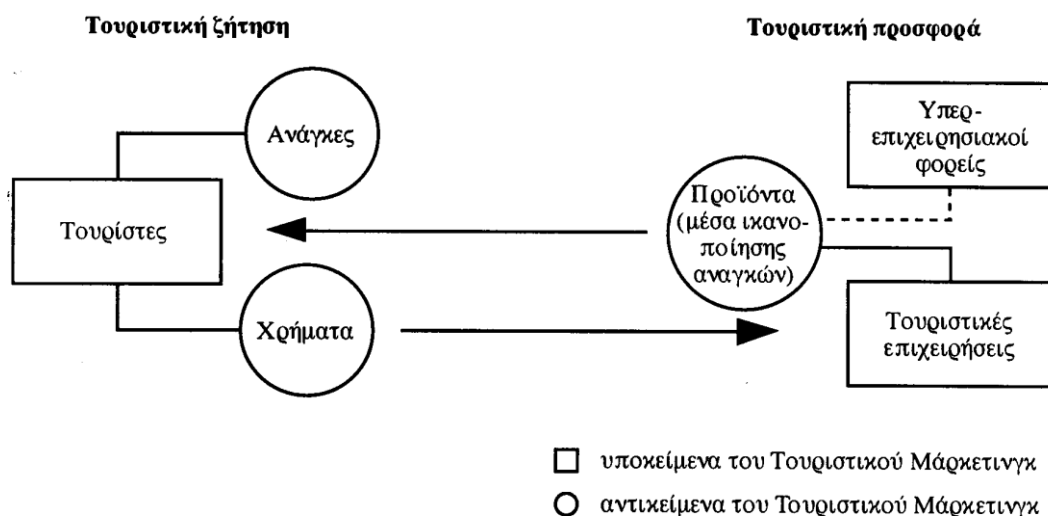 Τουριστική ζήτηση
Τουριστική προσφορά
Ανάγκες
Υπερ-
επιχειρησιακοί
φορείς
Τουρίστες
Προϊόντα
(μέσα ικανο-
ποίησης
αναγκών)
Χρήματα
Τουριστικές
επιχειρήσεις
υποκείμενα του Τουριστικού Μάρκετινγκ
αντικείμενα του Τουριστικού Μάρκετινγκ